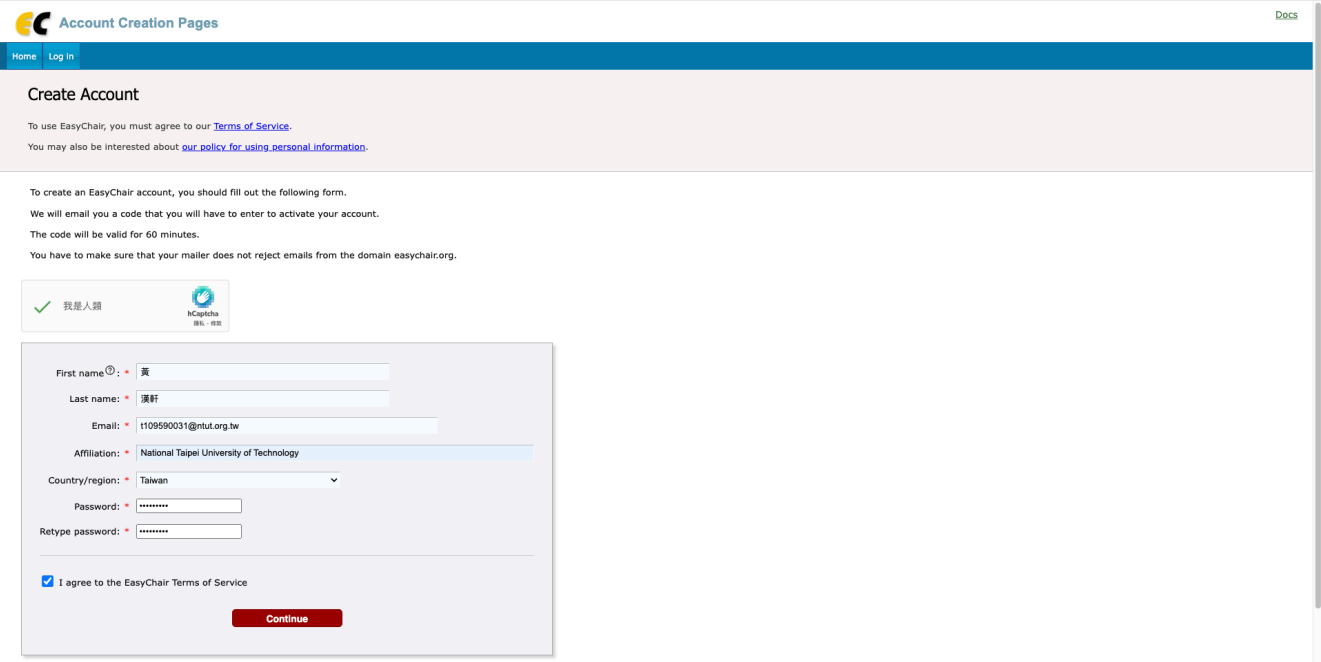 EC Account Creation Pages
Docs
Home Log in
Create Account
To use EasyChair, you must agree to our Terms of Service.
You may also be interested about our policy for using personal information.
To create an EasyChair account, you should fill out the following form.
We will email you a code that you will have to enter to activate your account.
The code will be valid for 60 minutes.
You have to make sure that your mailer does not reject emails from the domain easychair.org.
我是人類
hCaptcha
隱私 - 條款
First name?: * 黃
Last name: * 漢軒
Email: * t109590031@ntut.org.tw
Affiliation: * National Taipei University of Technology
Country/region: * Taiwan
Password: * •••••••••
Retype password: * •••••••••
I agree to the EasyChair Terms of Service
Continue